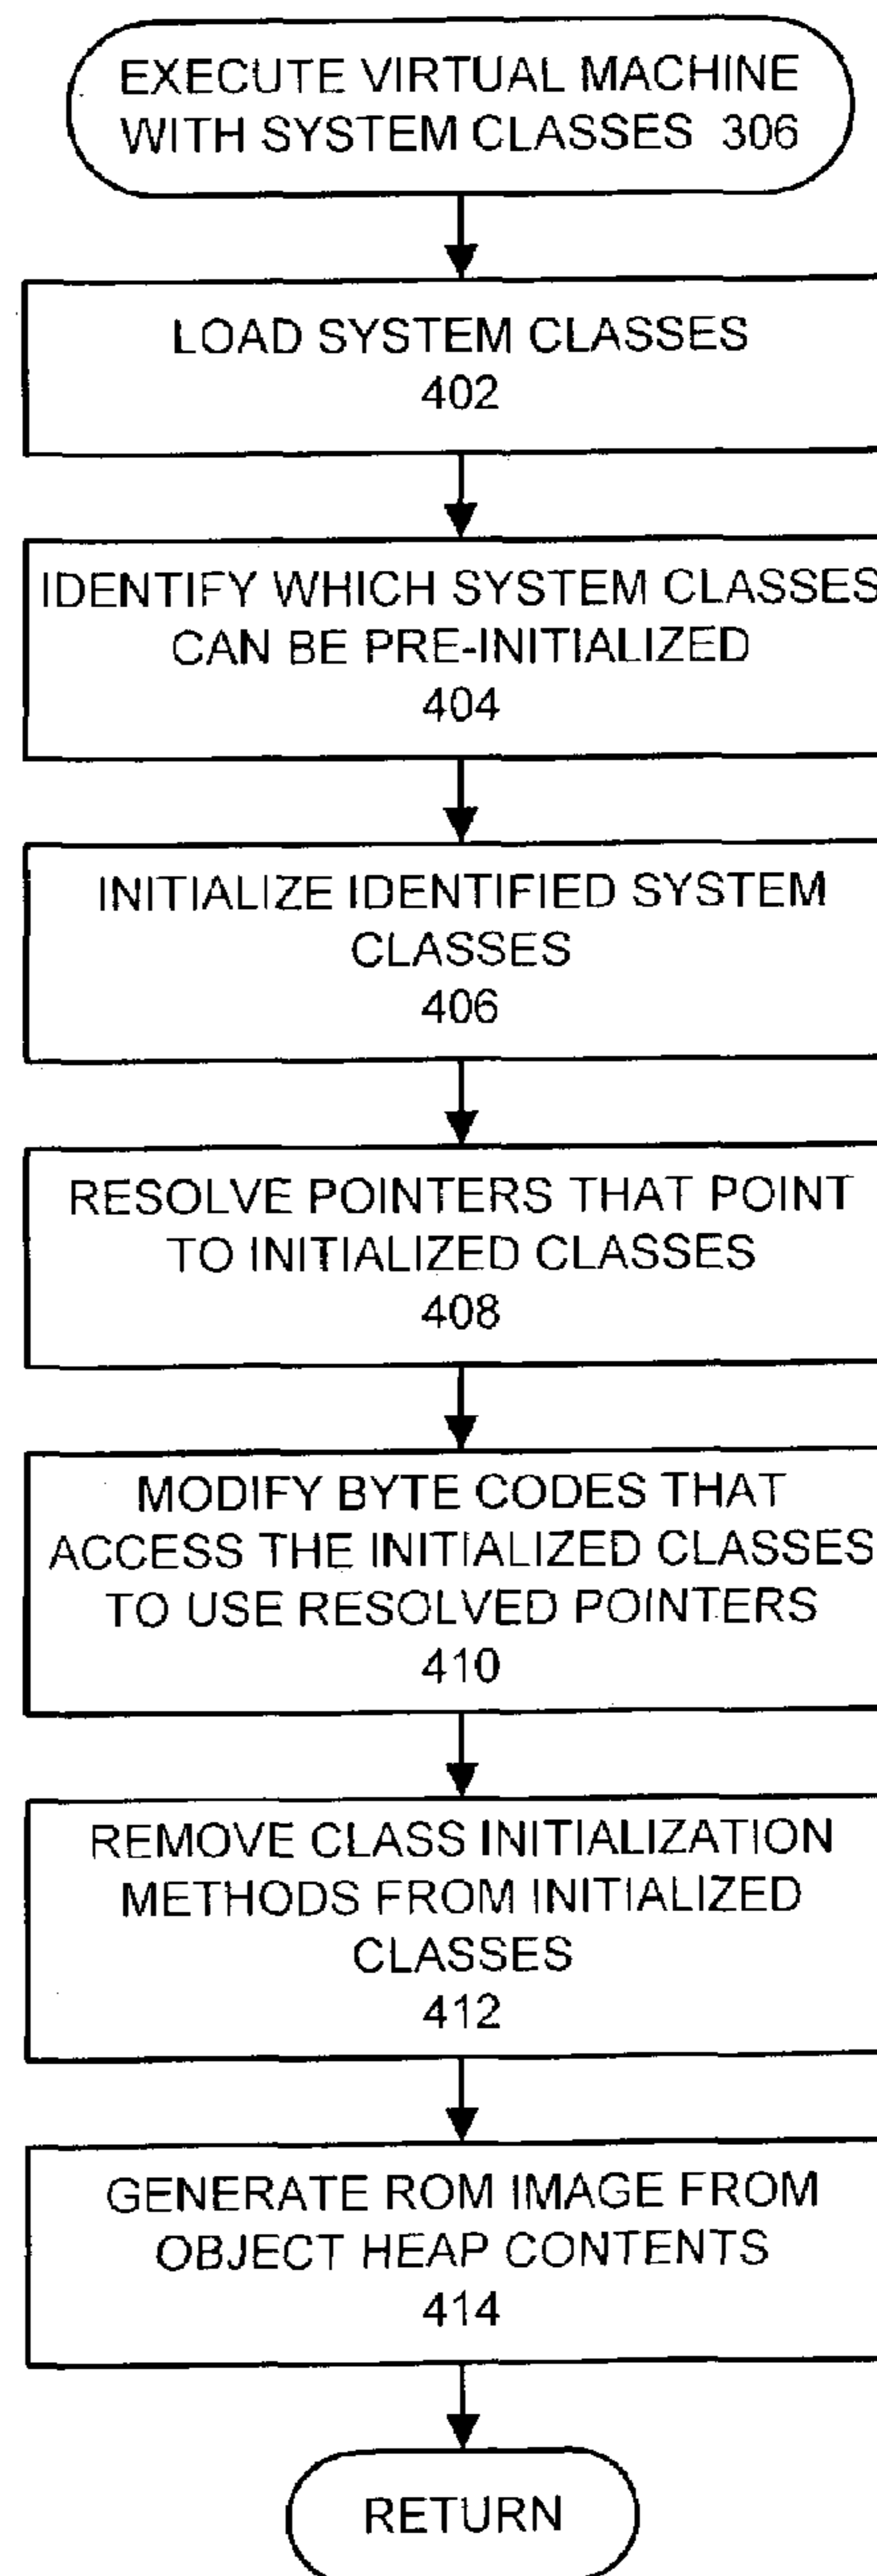 EXECUTE VIRTUAL MACHINE
WITH SYSTEM CLASSES 306
LOAD SYSTEM CLASSES
402
IDENTIFY WHICH SYSTEM CLASSES
CAN BE PRE-INITIALIZED
404
INITIALIZE IDENTIFIED SYSTEM
CLASSES
406
RESOLVE POINTERS THAT POINT
TO INITIALIZED CLASSES
408
MODIFY BYTE CODES THAT
ACCESS THE INITIALIZED CLASSES
TO USE RESOLVED POINTERS
410
REMOVE CLASS INITIALIZATION
METHODS FROM INITIALIZED
CLASSES
412
GENERATE ROM IMAGE FROM
OBJECT HEAP CONTENTS
414
RETURN